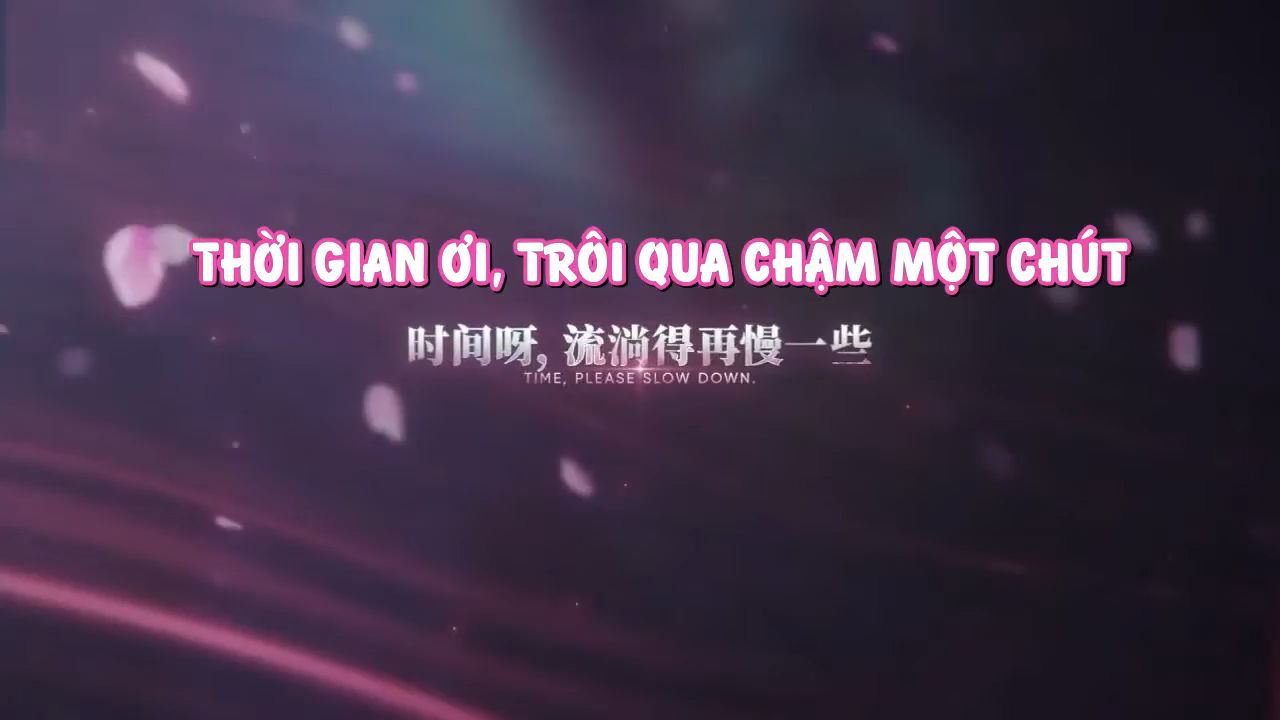 THỜI GIAN ƠI, TRÔI QUA CHẬM MỘT CHÚT
时间呀, 流淌得再慢一些
TIME, PLEASE SLOW DOWN.